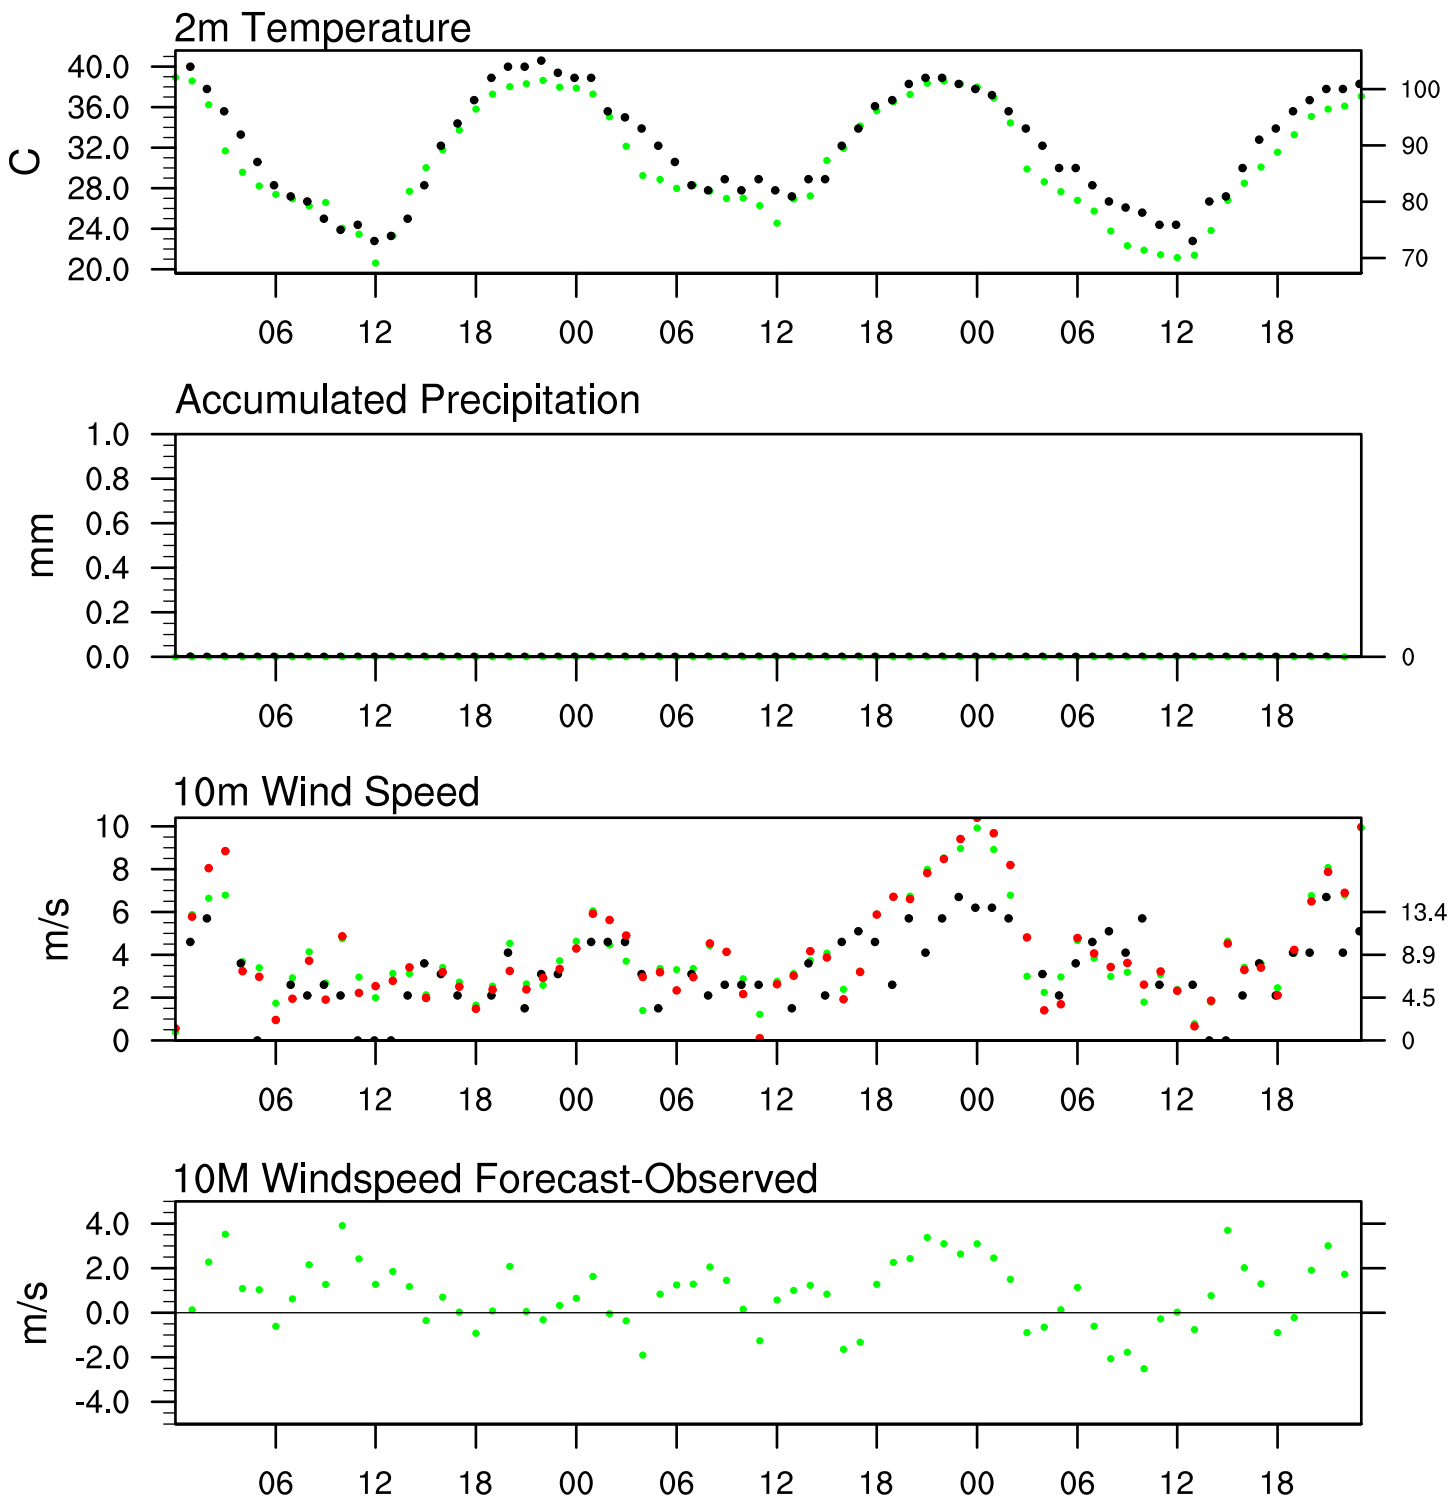 2m Temperature
40.0
36.0
32.0
28.0
24.0
20.0
C
100
90
80
70
06 12 18 00 06 12 18 00 06 12 18
Accumulated Precipitation
1.0
0.8
0.6
0.4
0.2
0.0
mm
0
06 12 18 00 06 12 18 00 06 12 18
10m Wind Speed
10
8
6
4
2
0
m/s
13.4
8.9
4.5
0
06 12 18 00 06 12 18 00 06 12 18
10M Windspeed Forecast-Observed
4.0
2.0
0.0
-2.0
-4.0
m/s
06 12 18 00 06 12 18 00 06 12 18